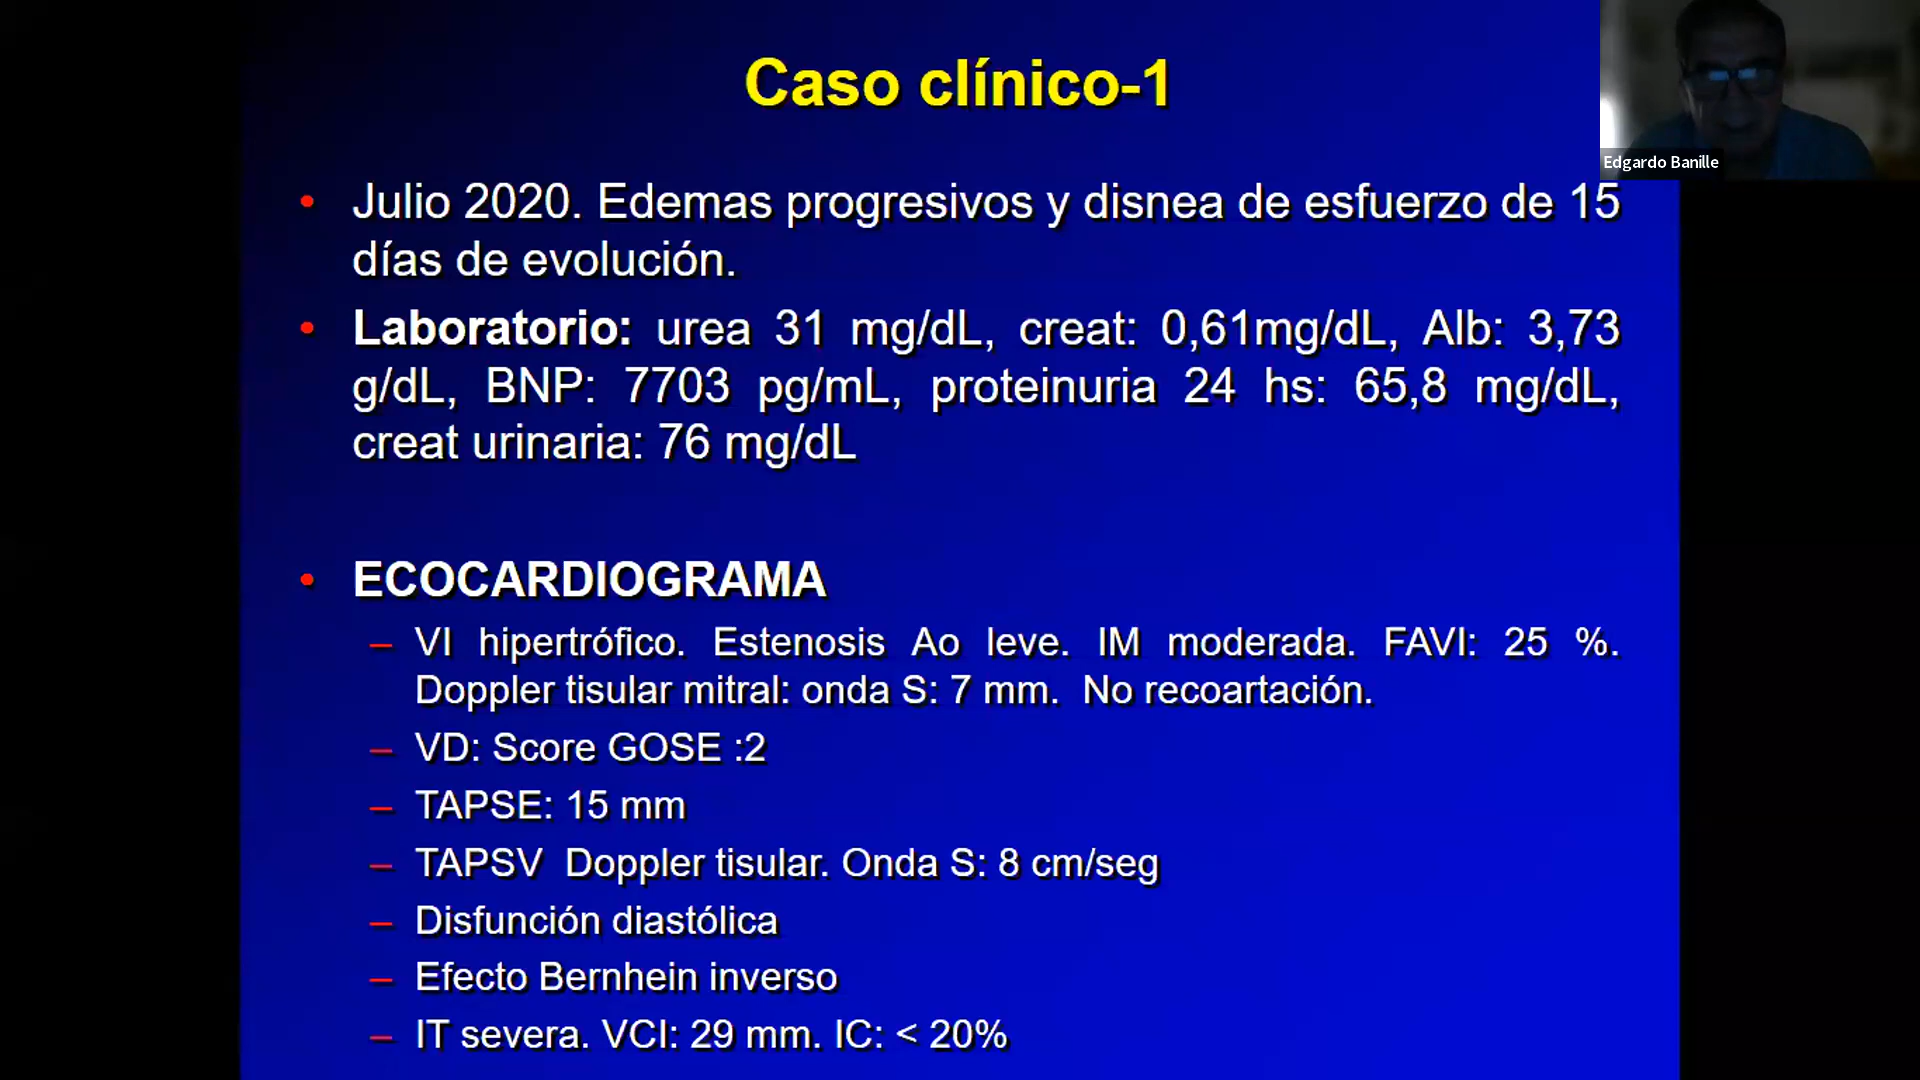 Caso clínico-1
Edgardo Banille
• Julio 2020. Edemas progresivos y disnea de esfuerzo de 15
días de evolución.
• Laboratorio: urea 31 mg/dL, creat: 0,61mg/dL, Alb: 3,73
g/dL, BNP: 7703 pg/mL, proteinuria 24 hs: 65,8 mg/dL,
creat urinaria: 76 mg/dL
• ECOCARDIOGRAMA
– VI hipertrófico. Estenosis Ao leve. IM moderada. FAVI: 25 %.
Doppler tisular mitral: onda S: 7 mm. No recoartación.
– VD: Score GOSE :2
– TAPSE: 15 mm
– TAPSV Doppler tisular. Onda S: 8 cm/seg
– Disfunción diastólica
– Efecto Bernhein inverso
– IT severa. VCI: 29 mm. IC: < 20%